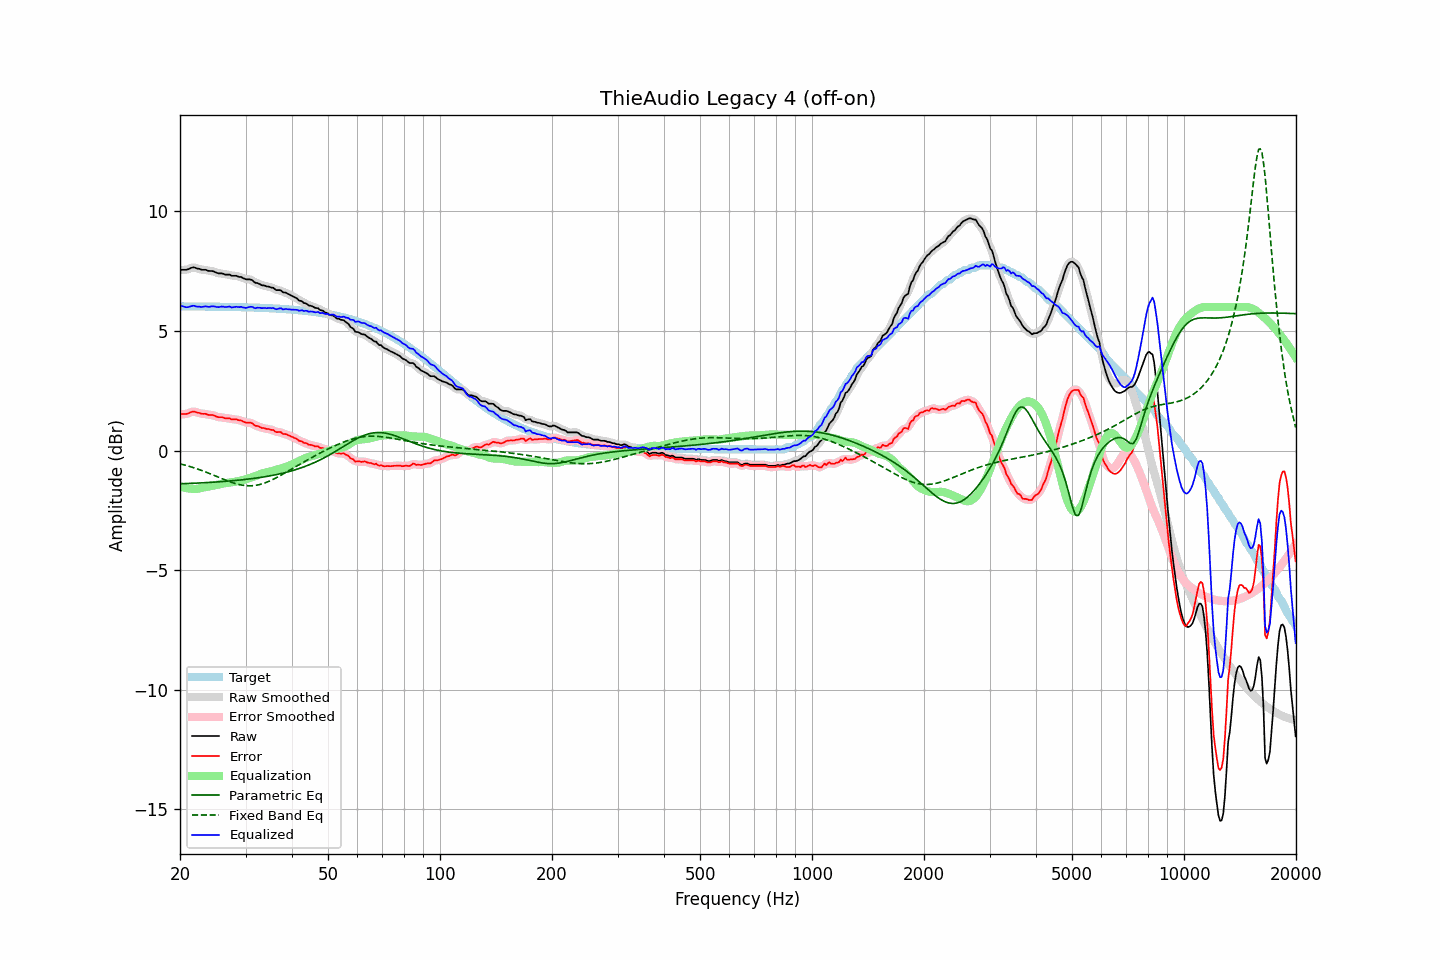 ThieAudio Legacy 4 (off-on)
Amplitude (dBr)
10
5
0
−5
−10
−15
Target
Raw Smoothed
Error Smoothed
Raw
Error
Equalization
Parametric Eq
Fixed Band Eq
Equalized
20 50 100 200 500 1000 2000 5000 10000 20000
Frequency (Hz)